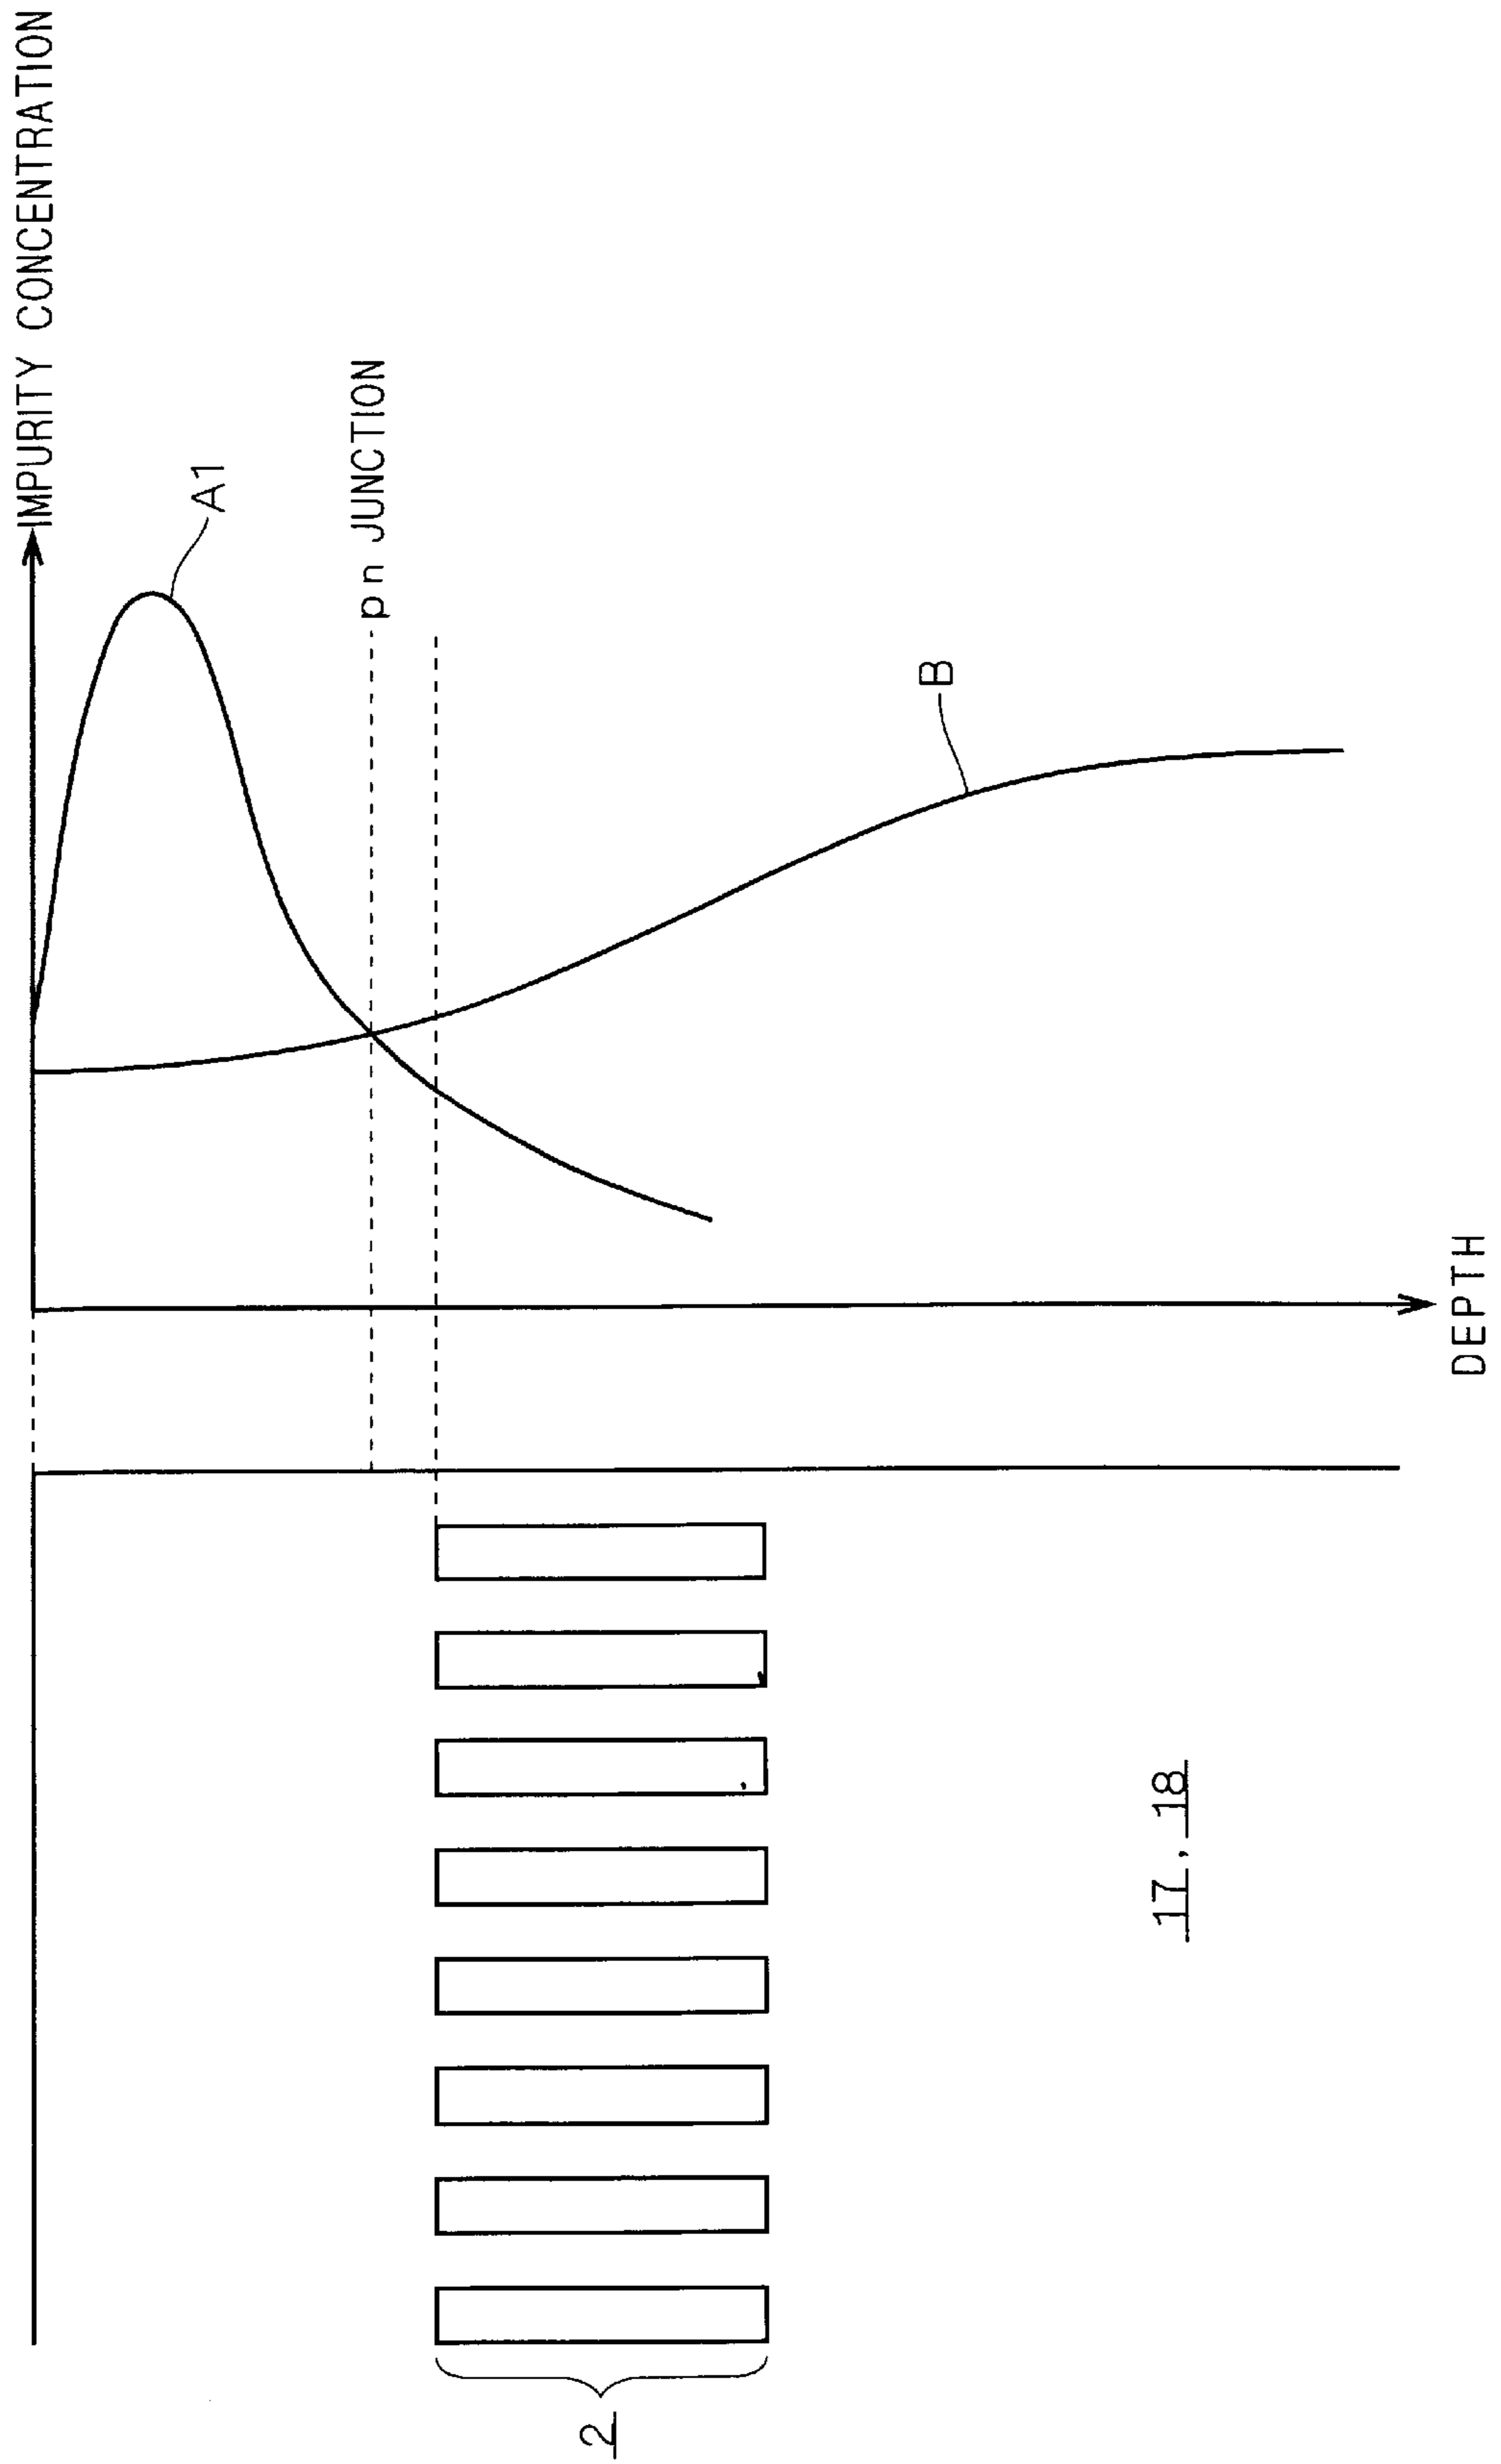 IMPURITY CONCENTRATION
A1
pn JUNCTION
B
DEPTH
2
17, 18